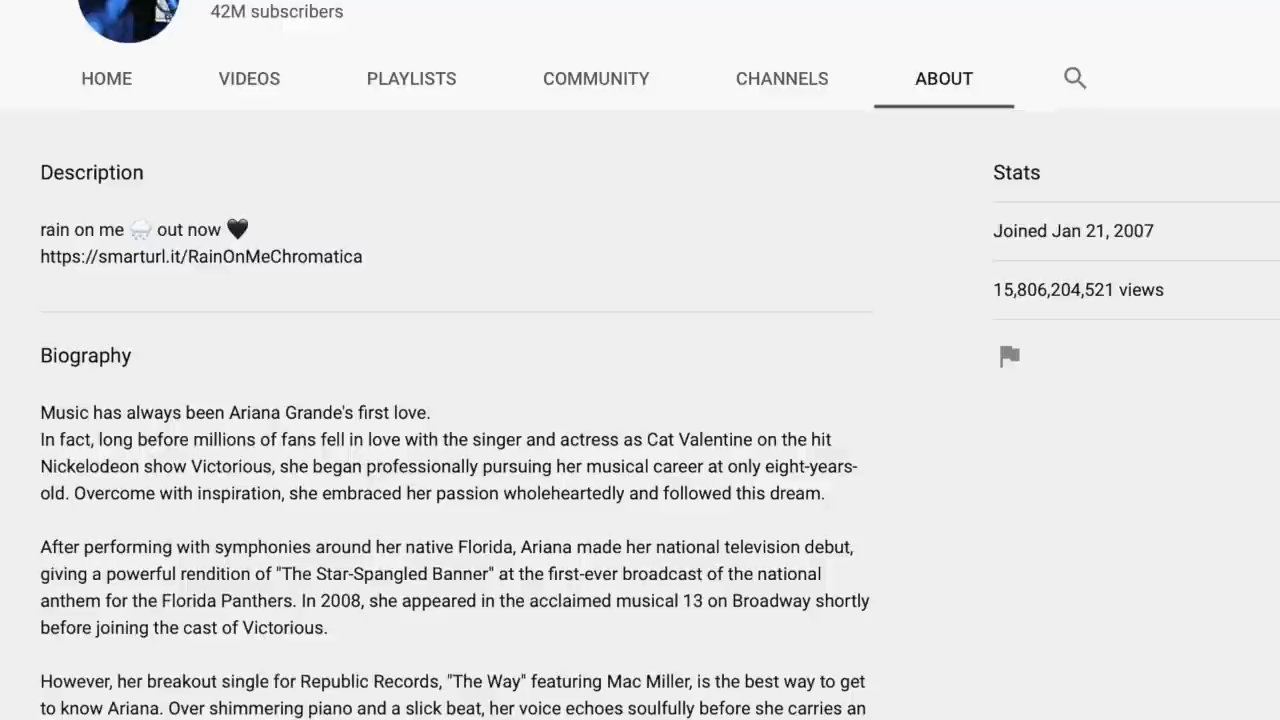 42M subscribers
HOME VIDEOS PLAYLISTS COMMUNITY CHANNELS ABOUT
Description
rain on me 🌧️ out now 🖤
https://smarturl.it/RainOnMeChromatica
Stats
Joined Jan 21, 2007
15,806,204,521 views
Biography
Music has always been Ariana Grande's first love.
In fact, long before millions of fans fell in love with the singer and actress as Cat Valentine on the hit
Nickelodeon show Victorious, she began professionally pursuing her musical career at only eight-years-
old. Overcome with inspiration, she embraced her passion wholeheartedly and followed this dream.
After performing with symphonies around her native Florida, Ariana made her national television debut,
giving a powerful rendition of "The Star-Spangled Banner" at the first-ever broadcast of the national
anthem for the Florida Panthers. In 2008, she appeared in the acclaimed musical 13 on Broadway shortly
before joining the cast of Victorious.
However, her breakout single for Republic Records, "The Way" featuring Mac Miller, is the best way to get
to know Ariana. Over shimmering piano and a slick beat, her voice echoes soulfully before she carries an